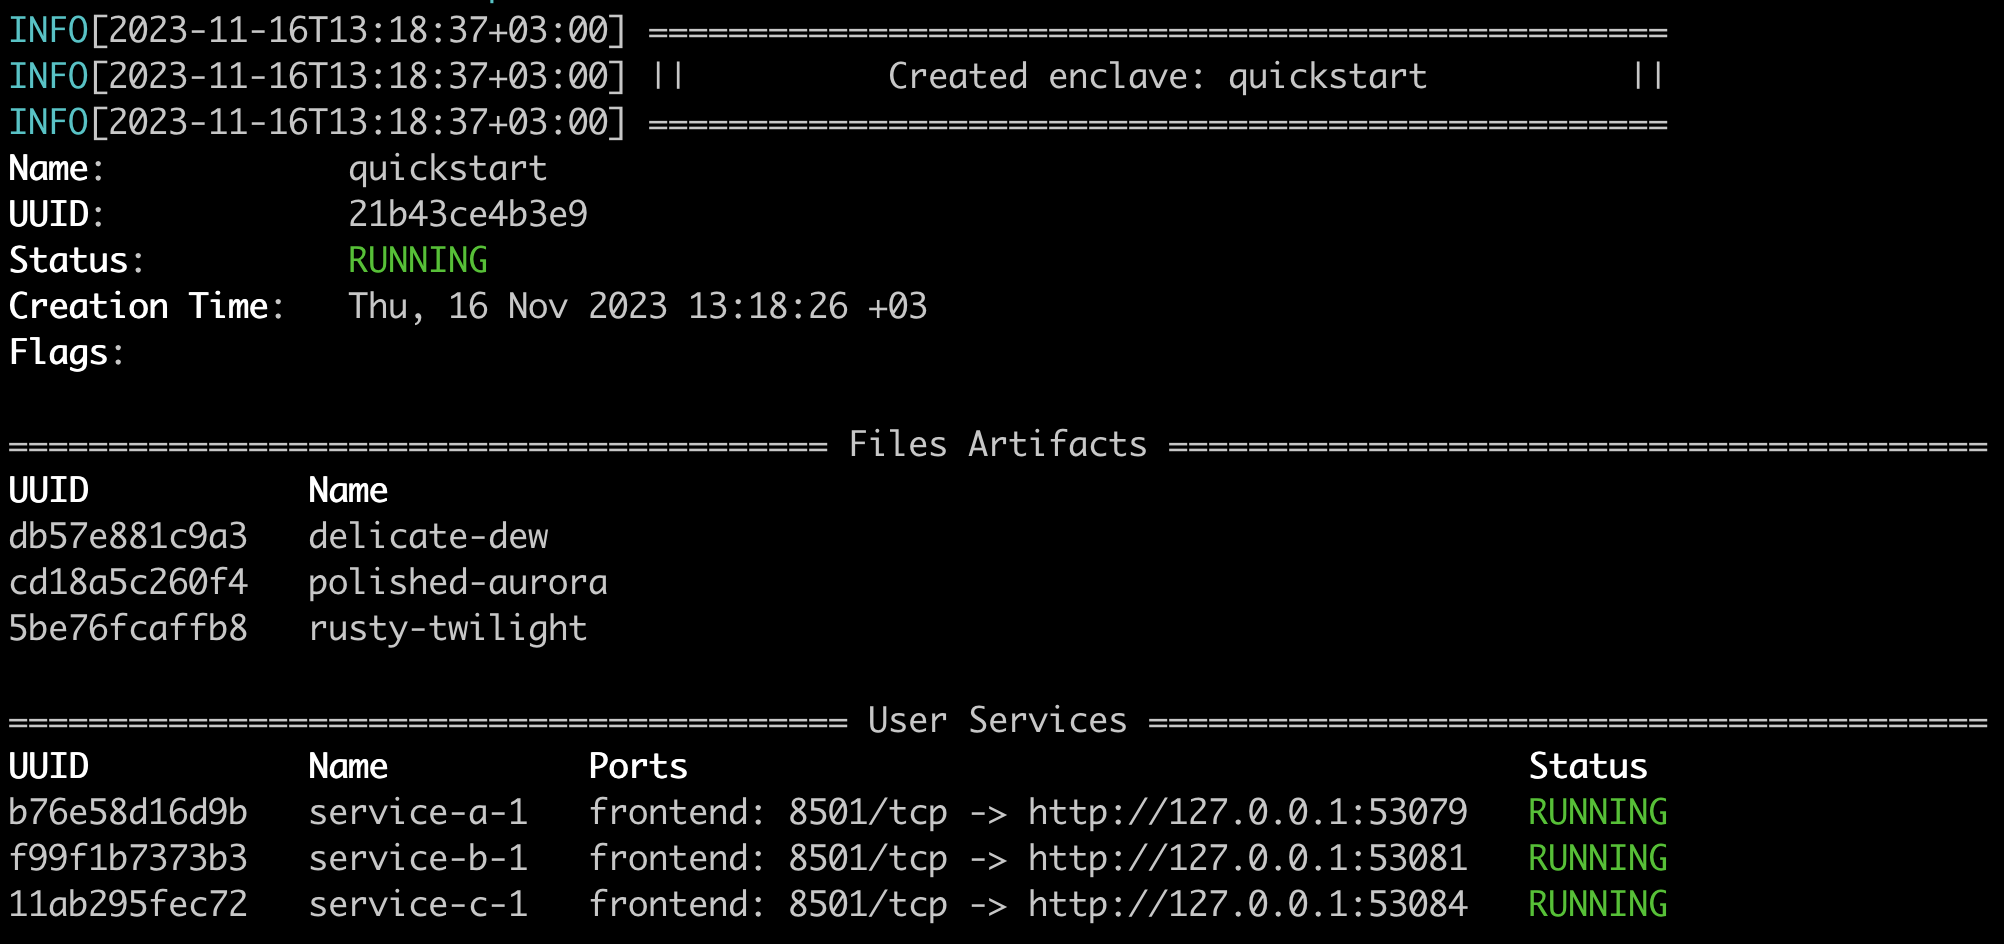 INFO[2023-11-16T13:18:37+03:00] ===================================================
INFO[2023-11-16T13:18:37+03:00] ||          Created enclave: quickstart          ||
INFO[2023-11-16T13:18:37+03:00] ===================================================
Name:            quickstart
UUID:            21b43ce4b3e9
Status:          RUNNING
Creation Time:   Thu, 16 Nov 2023 13:18:26 +03
Flags:
========================================= Files Artifacts =========================================
UUID           Name
db57e881c9a3   delicate-dew
cd18a5c260f4   polished-aurora
5be76fcaffb8   rusty-twilight
========================================== User Services ==========================================
UUID           Name          Ports                                          Status
b76e58d16d9b   service-a-1   frontend: 8501/tcp -> http://127.0.0.1:53079   RUNNING
f99f1b7373b3   service-b-1   frontend: 8501/tcp -> http://127.0.0.1:53081   RUNNING
11ab295fec72   service-c-1   frontend: 8501/tcp -> http://127.0.0.1:53084   RUNNING